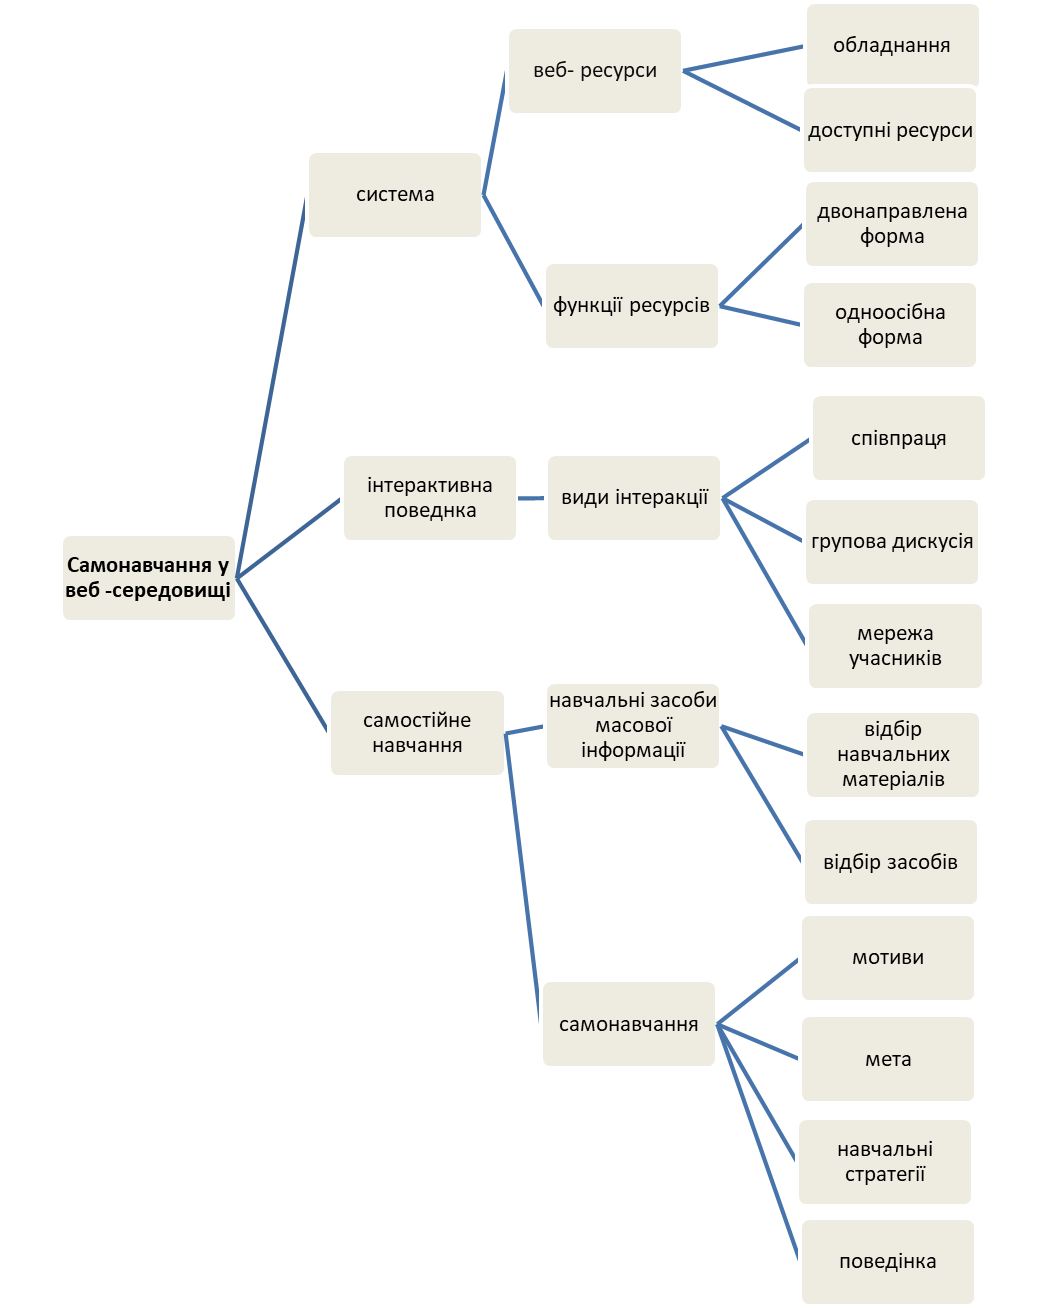 обладнання
веб- ресурси
доступні ресурси
система
двонаправлена
форма
функції ресурсів
одноосібна
форма
співпраця
інтерактивна
поведнка
види інтеракції
групова дискусія
Самонавчання у
веб -середовищі
мережа
учасників
самостійне
навчання
навчальні засоби
масової
інформації
відбір
навчальних
матеріалів
відбір засобів
мотиви
самонавчання
мета
навчальні
стратегії
поведінка